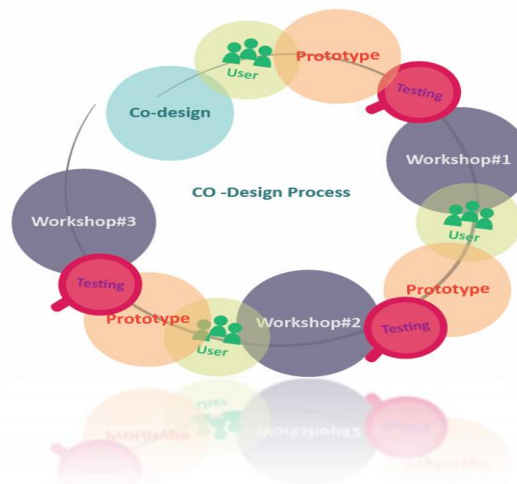 Co-design
User
Prototype
Testing
Workshop#1
User
Prototype
Testing
Workshop#2
User
Prototype
Testing
Workshop#3
CO -Design Process